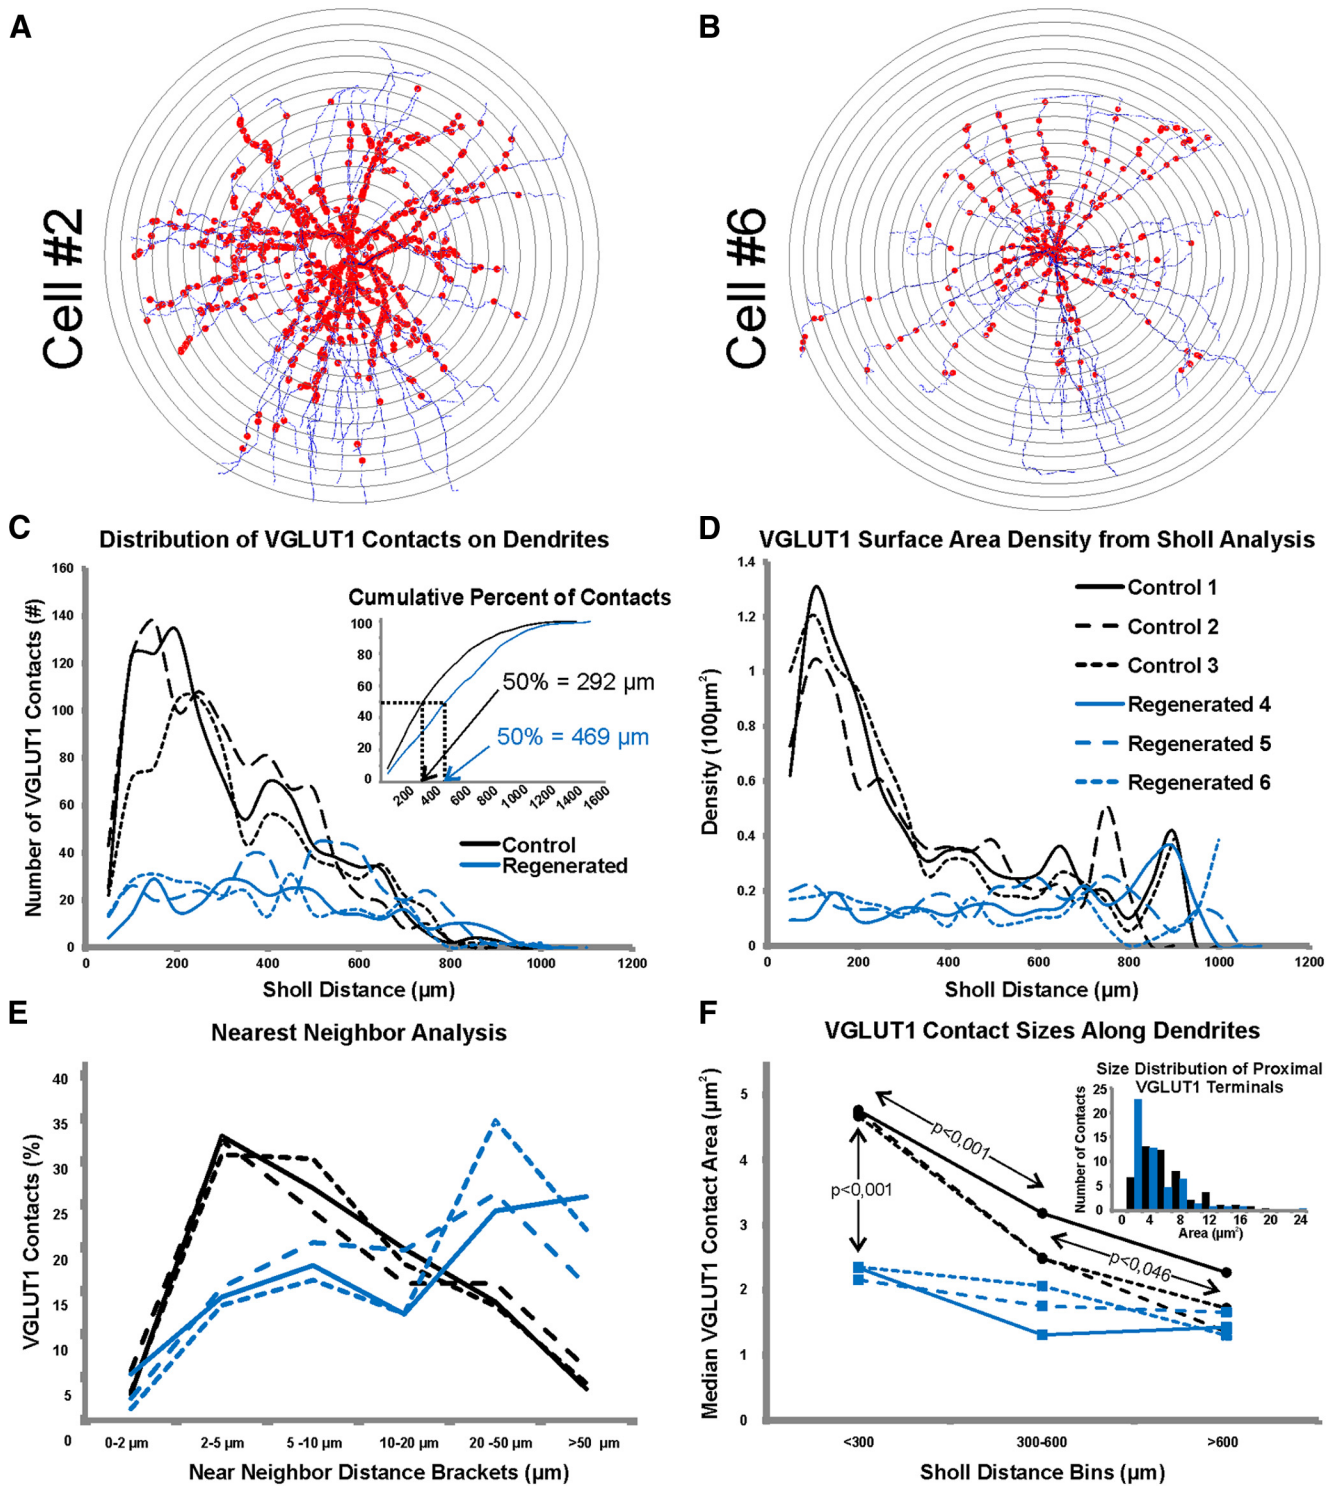 A
B
Cell #2
Cell #6
C
Distribution of VGLUT1 Contacts on Dendrites
Number of VGLUT1 Contacts (#)
160
140
120
100
80
60
40
20
0
0 200 400 600 800 1000 1200
Sholl Distance (µm)
Cumulative Percent of Contacts
100
80
60
50
40
20
0
200 400 600 800 1000 1200 1400 1600
50% = 292 µm
50% = 469 µm
Control
Regenerated
D
VGLUT1 Surface Area Density from Sholl Analysis
Density (100µm²)
1.4
1.2
1
0.8
0.6
0.4
0.2
0
0 200 400 600 800 1000 1200
Sholl Distance (µm)
Control 1
Control 2
Control 3
Regenerated 4
Regenerated 5
Regenerated 6
E
Nearest Neighbor Analysis
VGLUT1 Contacts (%)
40
35
30
25
20
15
10
5
0
0-2 µm 2-5 µm 5 -10 µm 10-20 µm 20 -50 µm >50 µm
Near Neighbor Distance Brackets (µm)
F
VGLUT1 Contact Sizes Along Dendrites
Median VGLUT1 Contact Area (µm²)
5
4
3
2
1
0
<300 300-600 >600
Sholl Distance Bins (µm)
p<0,001
p<0,001
p<0,046
Size Distribution of Proximal
VGLUT1 Terminals
Number of Contacts
25
20
15
10
5
0
0 4 8 12 16 20 24
Area (µm²)